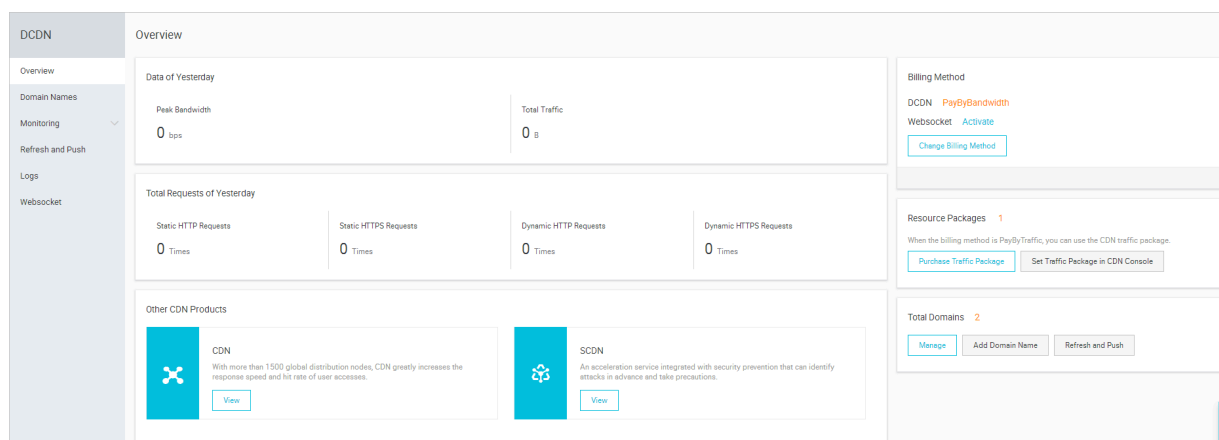 DCDN
Overview
Domain Names
Monitoring
Refresh and Push
Logs
Websocket
Overview
Data of Yesterday
Peak Bandwidth
0 bps
Total Traffic
0 B
Total Requests of Yesterday
Static HTTP Requests
0 Times
Static HTTPS Requests
0 Times
Dynamic HTTP Requests
0 Times
Dynamic HTTPS Requests
0 Times
Other CDN Products
CDN
With more than 1500 global distribution nodes, CDN greatly increases the
response speed and hit rate of user accesses.
View
SCDN
An acceleration service integrated with security prevention that can identify
attacks in advance and take precautions.
View
Billing Method
DCDN PayByBandwidth
Websocket Activate
Change Billing Method
Resource Packages 1
When the billing method is PayByTraffic, you can use the CDN traffic package.
Purchase Traffic Package Set Traffic Package in CDN Console
Total Domains 2
Manage Add Domain Name Refresh and Push